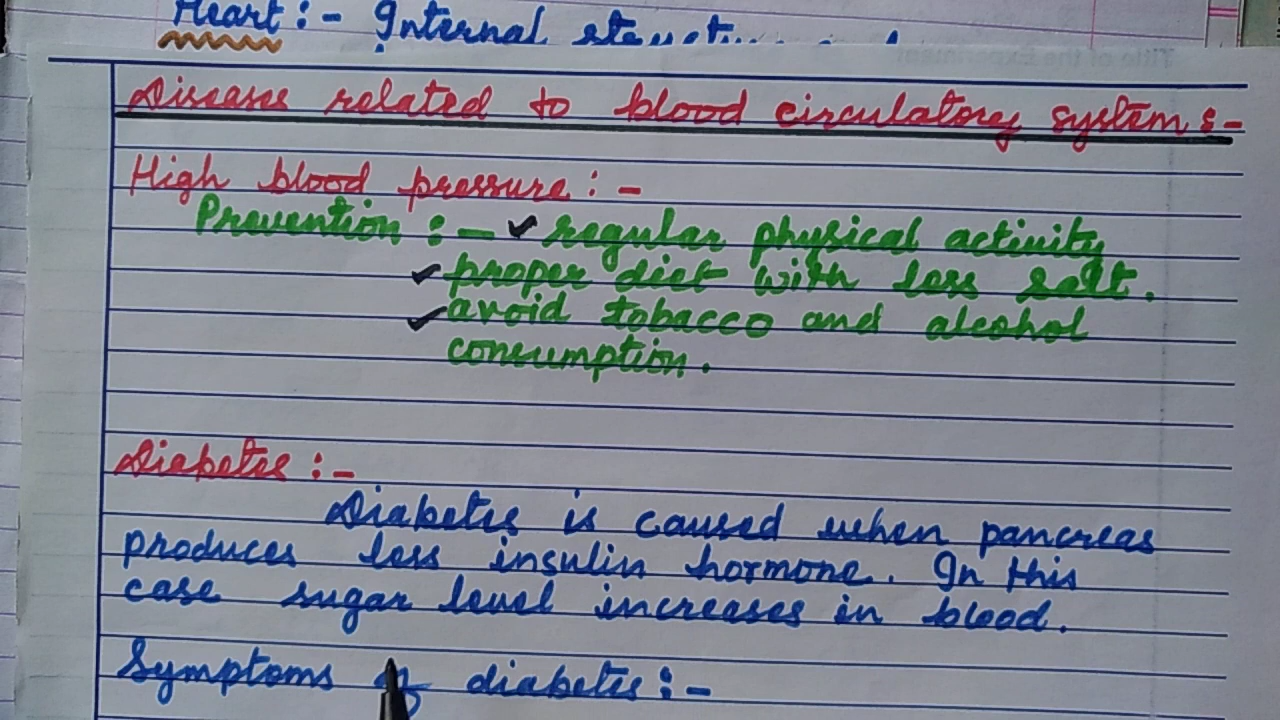 Heart :- Internal structure
Diseases related to blood circulatory system :-
High blood pressure : -
Prevention : - ✓ regular physical activity
✓ proper diet with less salt.
✓ avoid tobacco and alcohol
consumption.
Diabetes : -
Diabetes is caused when pancreas
produces less insulin hormone. In this
case sugar level increases in blood.
Symptoms of diabetes : -